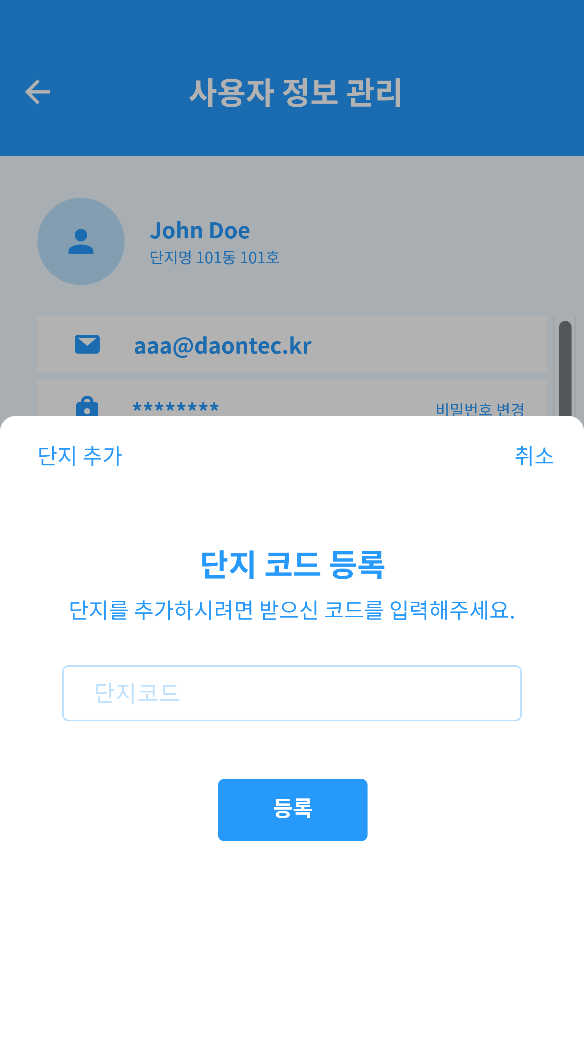 사용자 정보 관리
John Doe
단지명 101동 101호
aaa@daontec.kr
******** 비밀번호 변경
단지 추가 취소
단지 코드 등록
단지를 추가하시려면 받으신 코드를 입력해주세요.
단지코드
등록